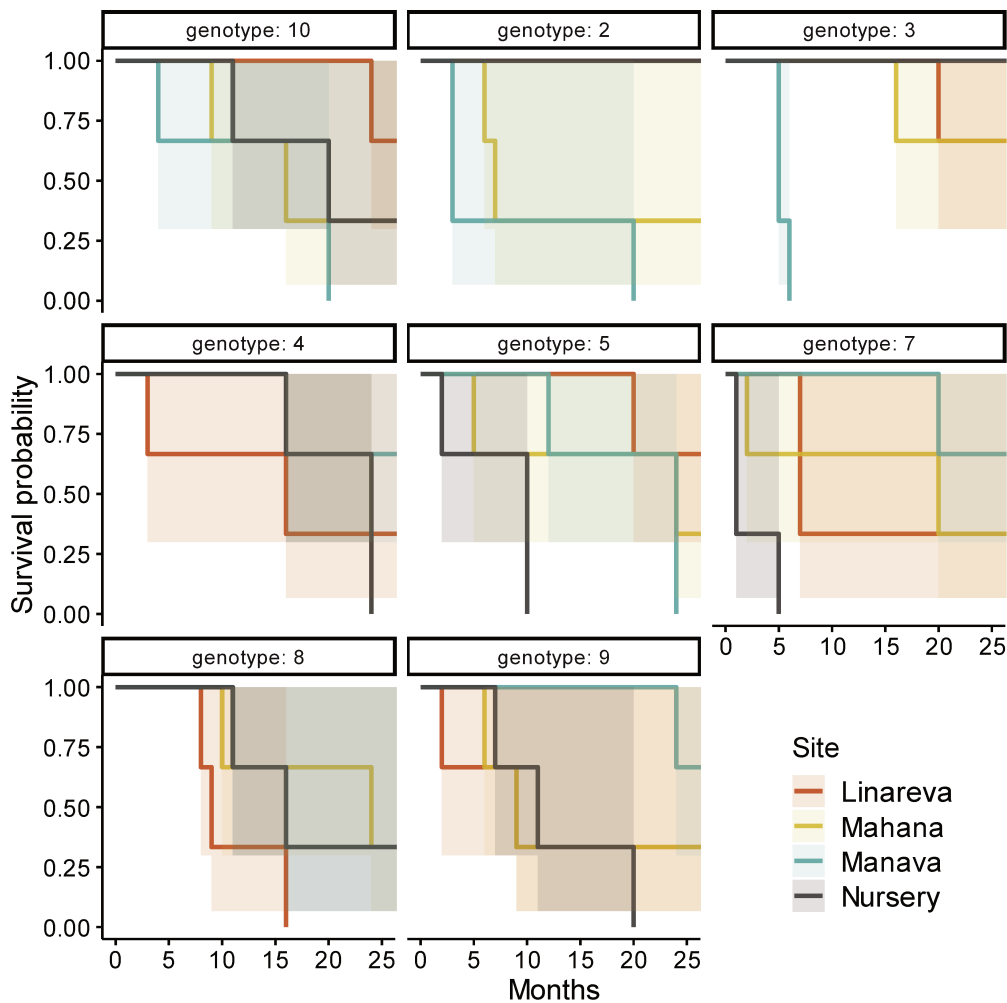 genotype: 10
genotype: 2
genotype: 3
1.00
0.75
0.50
0.25
0.00
genotype: 4
genotype: 5
genotype: 7
1.00
0.75
0.50
0.25
0.00
Survival probability
0 5 10 15 20 25
genotype: 8
genotype: 9
1.00
0.75
0.50
0.25
0.00
Site
Linareva
Mahana
Manava
Nursery
0 5 10 15 20 25
0 5 10 15 20 25
Months